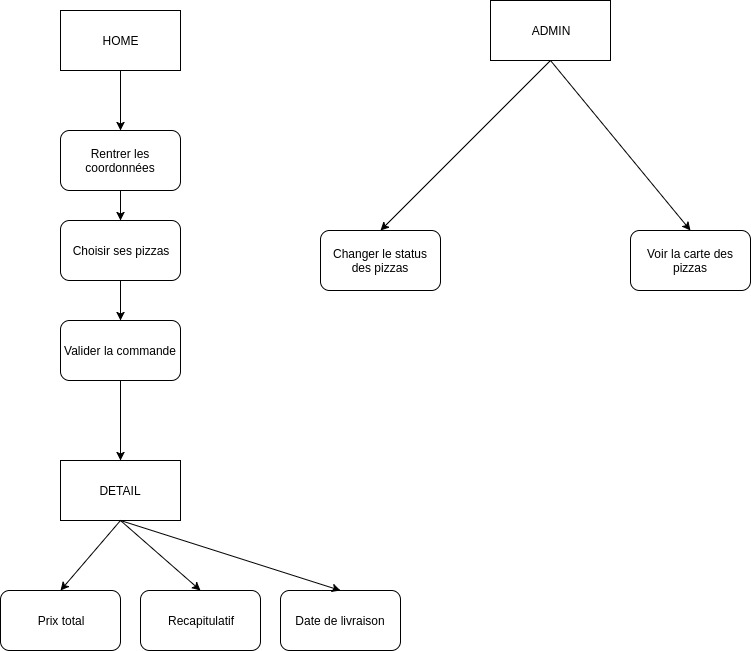 HOME
Rentrer les
coordonnées
Choisir ses pizzas
Valider la commande
DETAIL
Prix total
Recapitulatif
Date de livraison
ADMIN
Changer le status
des pizzas
Voir la carte des
pizzas